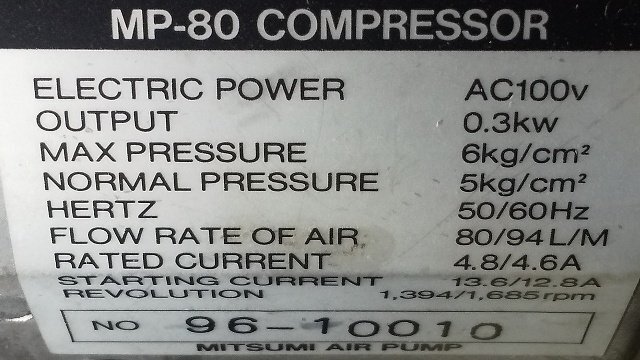 MP-80 COMPRESSOR
ELECTRIC POWER AC100v
OUTPUT 0.3kw
MAX PRESSURE 6kg/cm²
NORMAL PRESSURE 5kg/cm²
HERTZ 50/60Hz
FLOW RATE OF AIR 80/94L/M
RATED CURRENT 4.8/4.6A
STARTING CURRENT 13.6/12.8A
REVOLUTION 1,394/1,685rpm
NO 96-10010
MITSUMI AIR PUMP